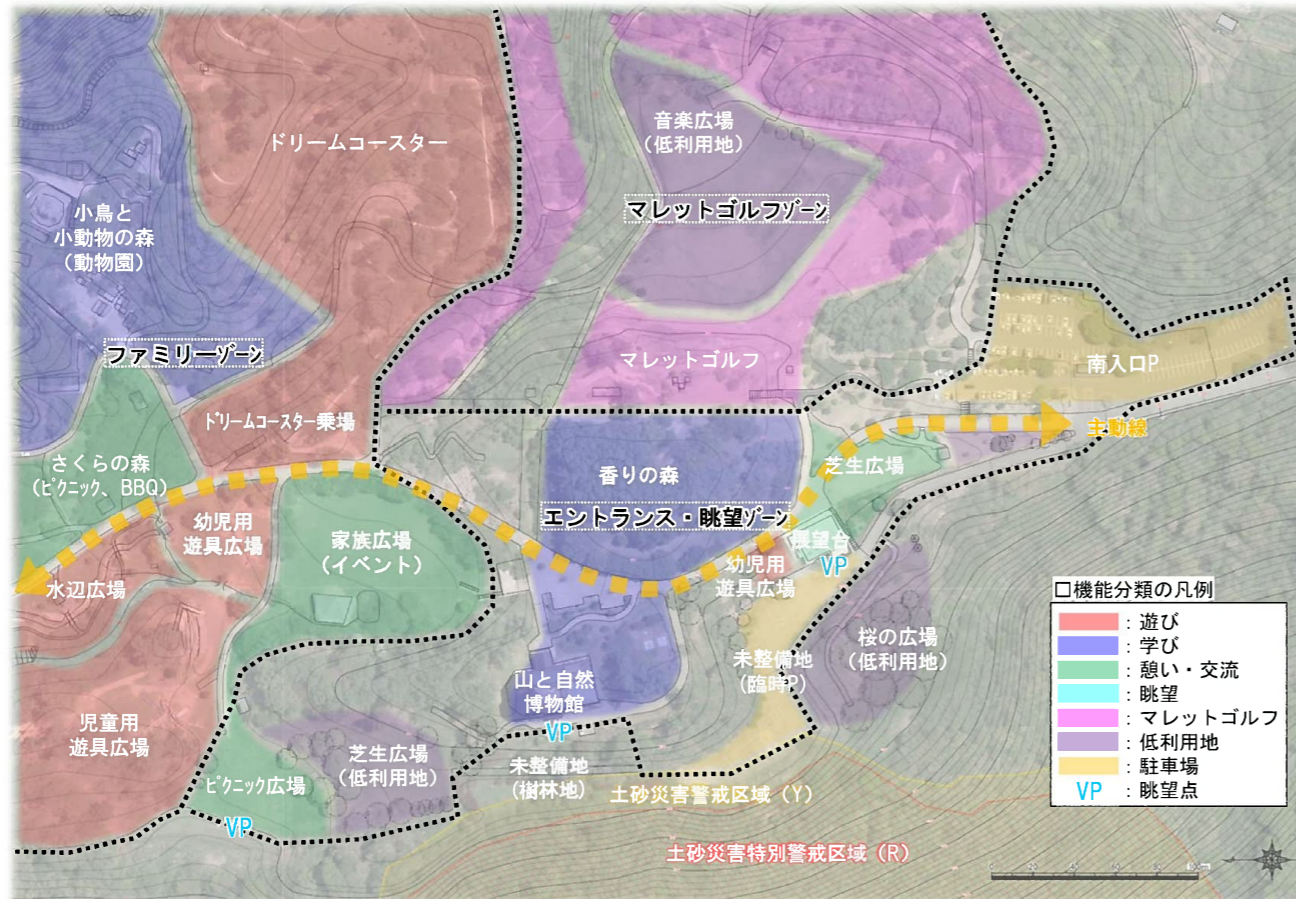 ドリームコースター
音楽広場
（低利用地）
マレットゴルフゾーン
小鳥と
小動物の森
（動物園）
ファミリーゾーン
マレットゴルフ
南入口P
ドリームコースター乗場
主動線
さくらの森
（ピクニック、BBQ）
香りの森
芝生広場
エントランス・眺望ゾーン
幼児用
遊具広場
家族広場
（イベント）
展望台
VP
幼児用
遊具広場
水辺広場
桜の広場
（低利用地）
未整備地
（臨時P）
山と自然
博物館
VP
児童用
遊具広場
芝生広場
（低利用地）
ピクニック広場
VP
未整備地
（樹林地）
土砂災害警戒区域（Y）
土砂災害特別警戒区域（R）
□機能分類の凡例
：遊び
：学び
：憩い・交流
：眺望
：マレットゴルフ
：低利用地
：駐車場
VP ：眺望点